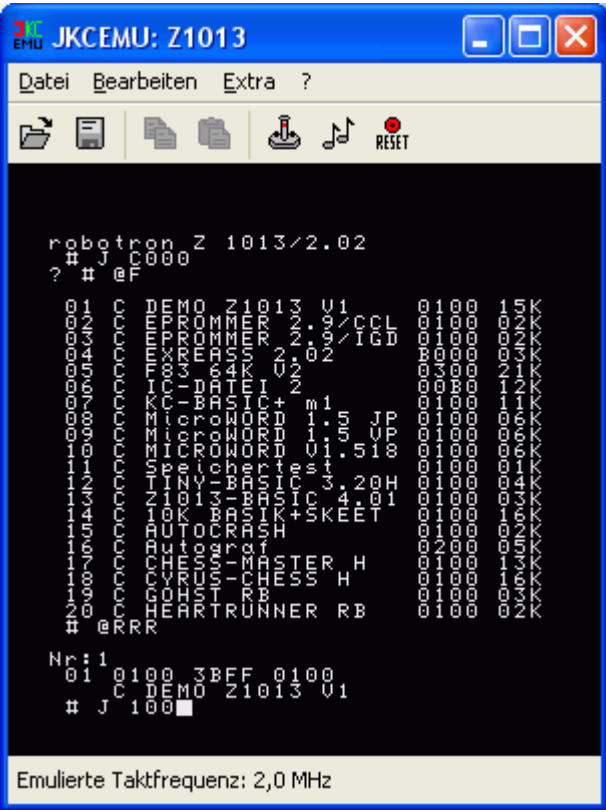 JKCEMU: Z1013
Datei Bearbeiten Extra ?
RESET
robotron Z 1013/2.02
# J C000
? # @F
01 C DEMO Z1013 V1 0100 15K
02 C EPROMMER 2.9/CCL 0100 02K
03 C EPROMMER 2.9/IGD 0100 02K
04 C EXREASS 2.02 B000 03K
05 C F83 64K V2 0300 21K
06 C IC-DATEI 2 00B0 12K
07 C KC-BASIC+ m1 0100 11K
08 C MicroWORD 1.5 JP 0100 06K
09 C MicroWORD 1.5 VP 0100 06K
10 C MICROWORD V1.518 0100 06K
11 C Speichertest 0100 01K
12 C TINY-BASIC 3.20H 0100 04K
13 C Z1013-BASIC 4.01 0100 03K
14 C 10K BASIK+SKEET 0100 16K
15 C AUTOCRASH 0100 02K
16 C Autograf 0200 05K
17 C CHESS-MASTER H 0100 13K
18 C CYRUS-CHESS H 0100 16K
19 C GOHST RB 0100 03K
20 C HEARTRUNNER RB 0100 02K
# @RRR
Nr:1
01 0100 3BFF 0100
C DEMO Z1013 V1
# J 100
Emulierte Taktfrequenz: 2,0 MHz